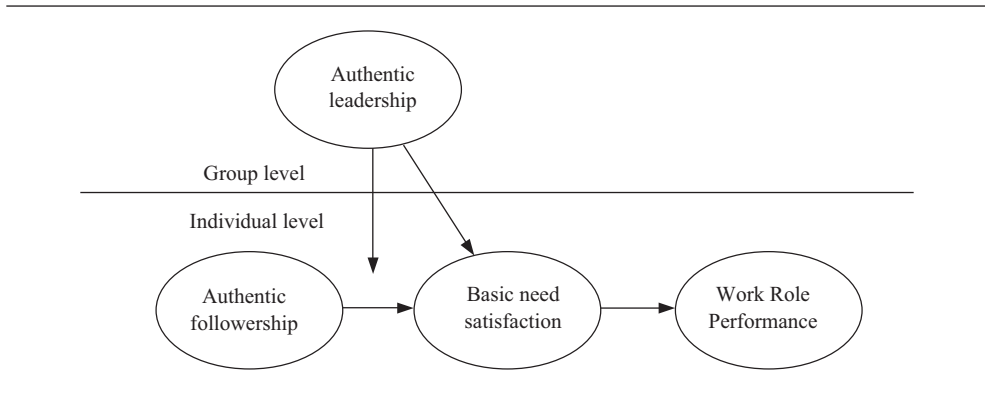 Authentic
leadership
Group level
Individual level
Authentic
followership
Basic need
satisfaction
Work Role
Performance